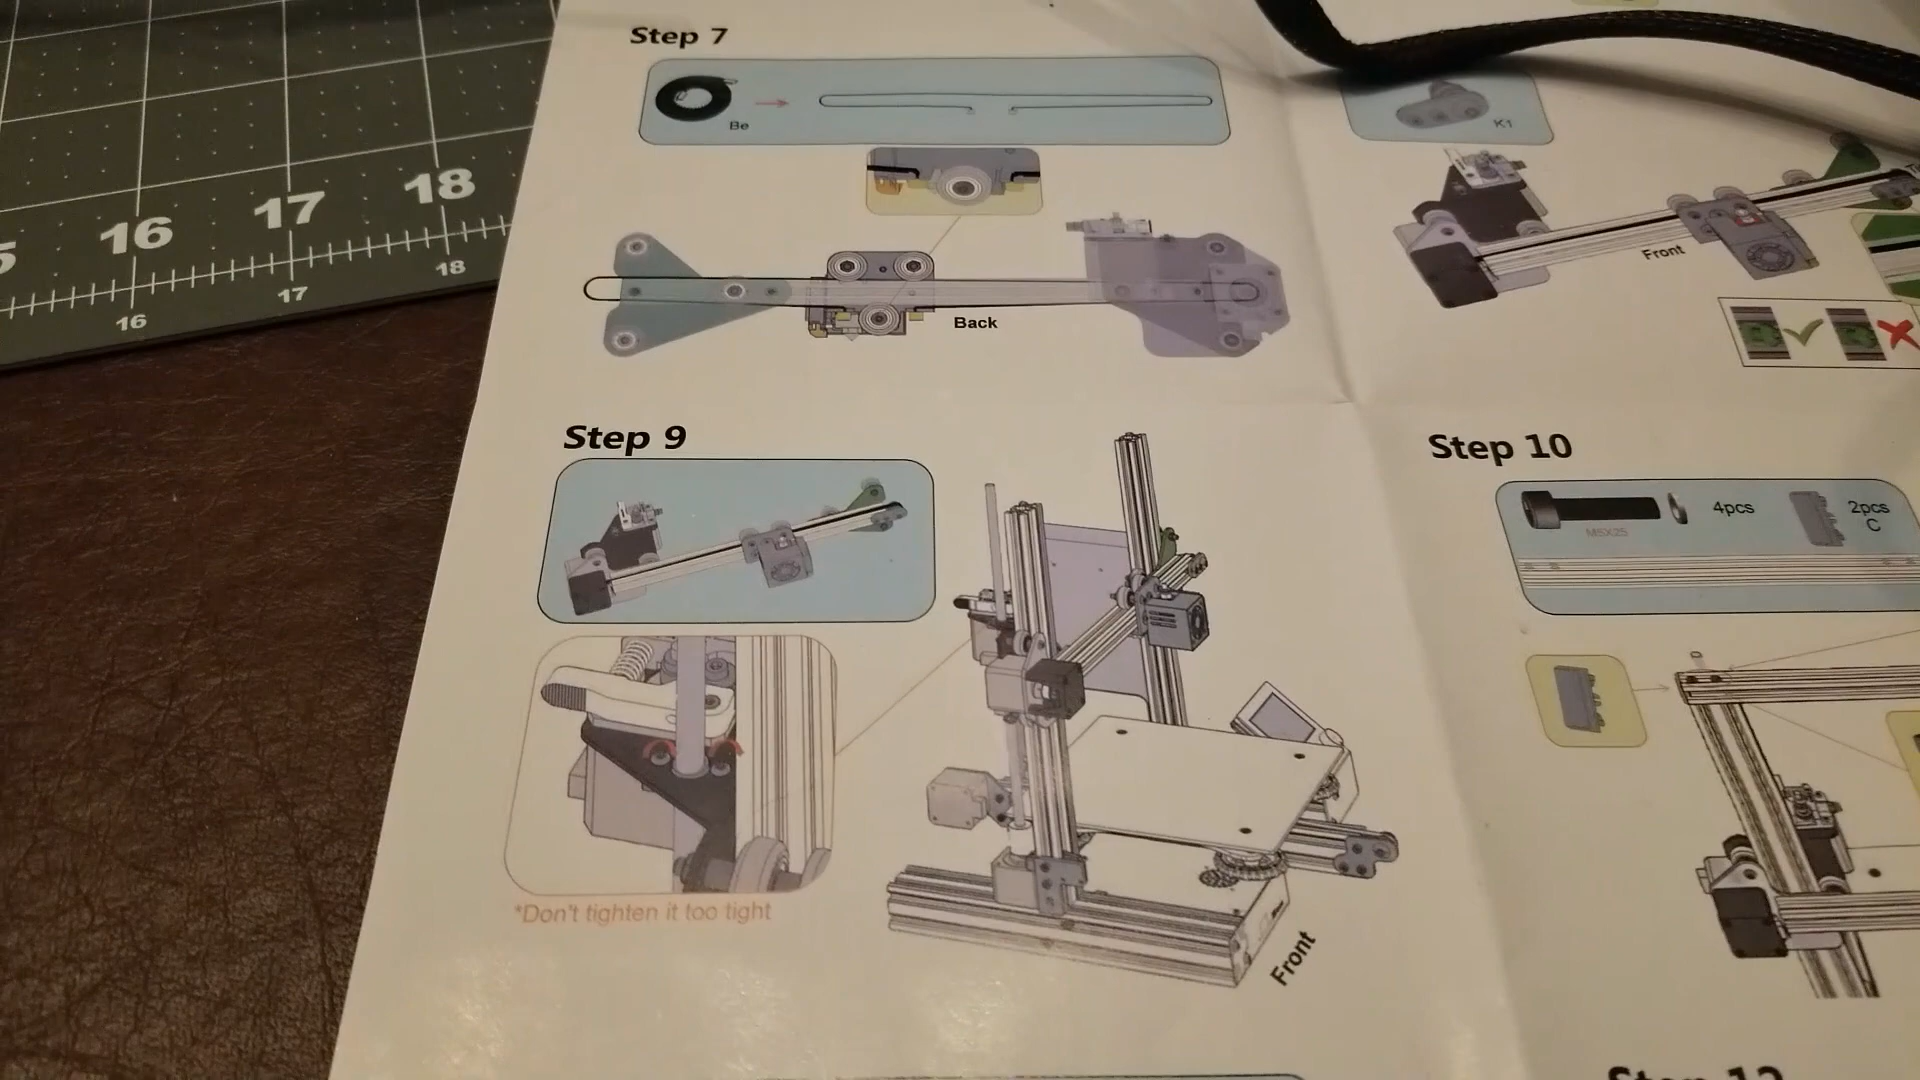 Step 7
Be
Back
K1
Front
16
17
18
16
17
18
Step 9
*Don't tighten it too tight
Front
Step 10
M5X25
4pcs
2pcs
C